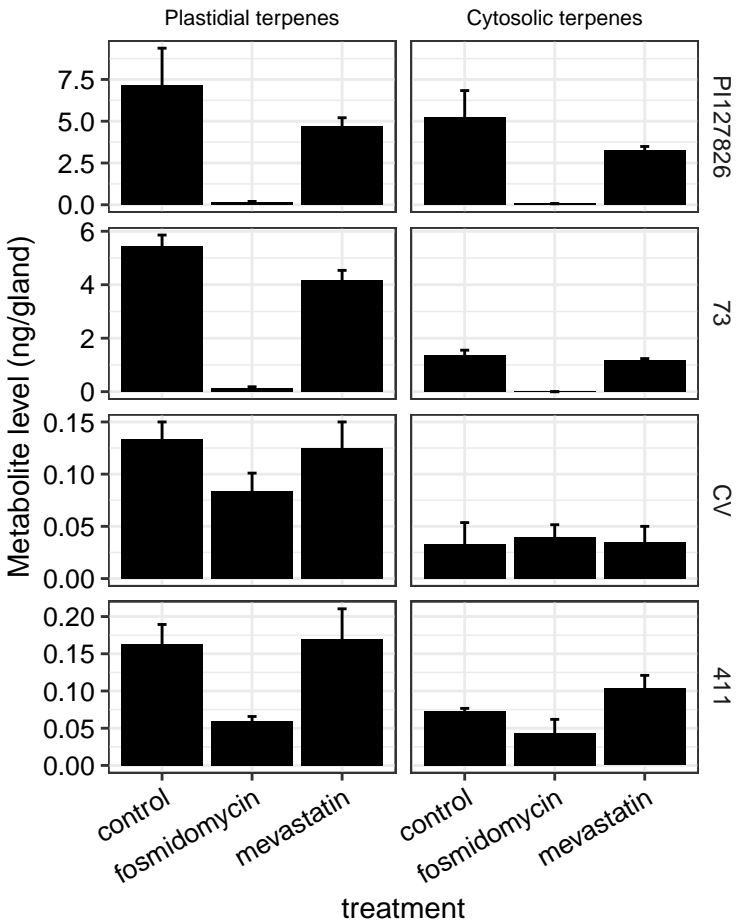 Plastidial terpenes
Cytosolic terpenes
Metabolite level (ng/gland)
7.5
5.0
2.5
0.0
PI127826
6
4
2
0
73
0.15
0.10
0.05
0.00
CV
0.20
0.15
0.10
0.05
0.00
411
control
fosmidomycin
mevastatin
control
fosmidomycin
mevastatin
treatment